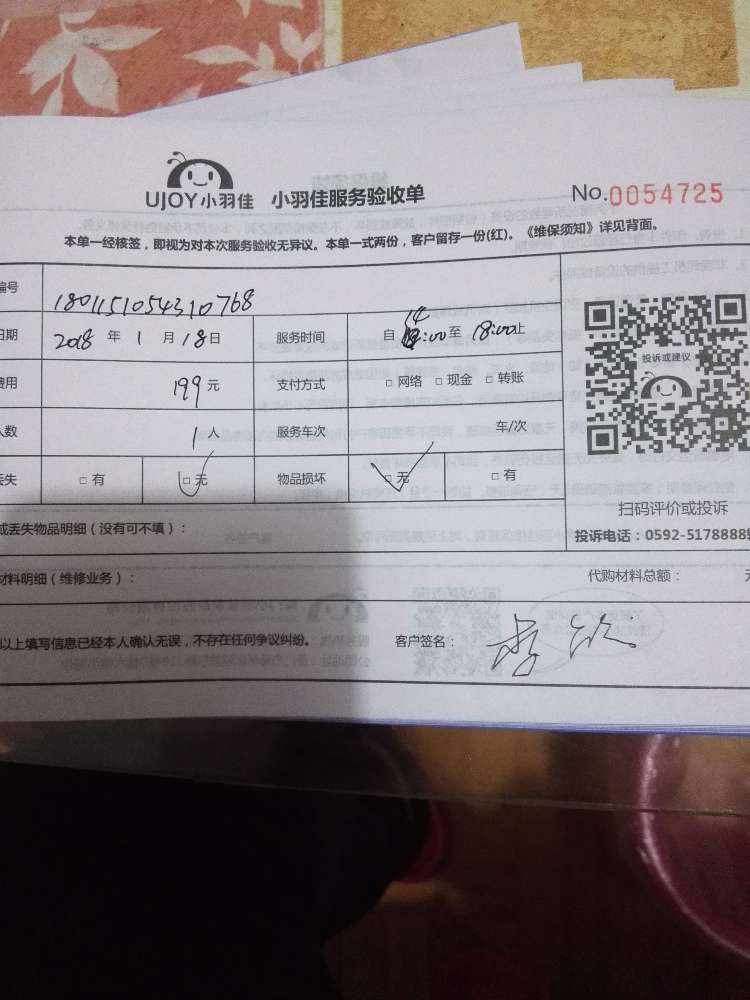 UJOY小羽佳 小羽佳服务验收单 No.0054725
本单一经核签，即视为对本次服务验收无异议。本单一式两份，客户留存一份(红)。《维保须知》详见背面。
编号 1801151054310768
日期 2018 年 1 月 18 日 服务时间 自 14:00 至 18:00 止
费用 199 元 支付方式 □ 网络 □ 现金 □ 转账
人数 1 人 服务车次 车/次
丢失 □ 有 □ 无 物品损坏 □ 无 □ 有
投诉或建议
扫码评价或投诉
投诉电话：0592-5178888
或丢失物品明细（没有可不填）：
材料明细（维修业务）： 代购材料总额： 元
以上填写信息已经本人确认无误，不存在任何争议纠纷。 客户签名：李欣